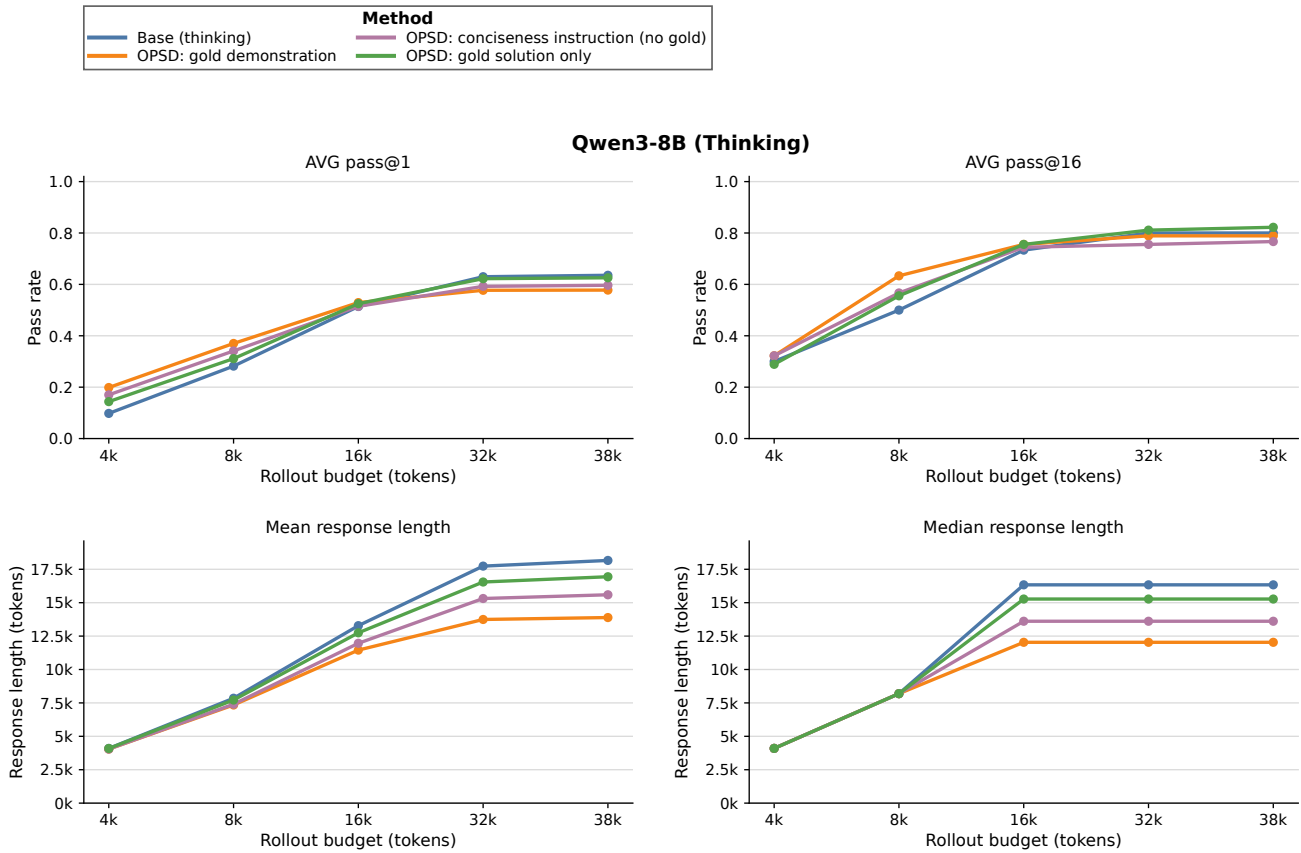 Method
Base (thinking)
OPSD: gold demonstration
OPSD: conciseness instruction (no gold)
OPSD: gold solution only
Qwen3-8B (Thinking)
AVG pass@1
1.0
0.8
0.6
0.4
0.2
0.0
Pass rate
4k 8k 16k 32k 38k
Rollout budget (tokens)
AVG pass@16
1.0
0.8
0.6
0.4
0.2
0.0
Pass rate
4k 8k 16k 32k 38k
Rollout budget (tokens)
Mean response length
17.5k
15k
12.5k
10k
7.5k
5k
2.5k
0k
Response length (tokens)
4k 8k 16k 32k 38k
Rollout budget (tokens)
Median response length
17.5k
15k
12.5k
10k
7.5k
5k
2.5k
0k
Response length (tokens)
4k 8k 16k 32k 38k
Rollout budget (tokens)